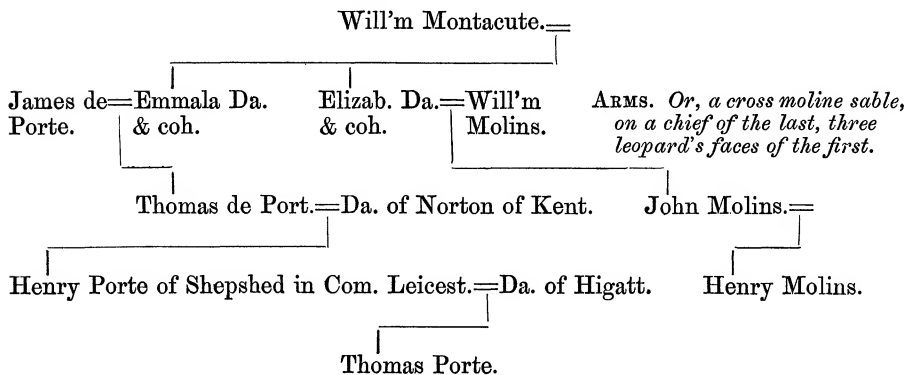 Will'm Montacute.=
James de=Emmala Da. Elizab. Da.=Will'm
Porte. & coh. & coh. Molins.
ARMS. Or, a cross moline sable,
on a chief of the last, three
leopard's faces of the first.
Thomas de Port.=Da. of Norton of Kent. John Molins.=
Henry Porte of Shepshed in Com. Leicest.=Da. of Higatt. Henry Molins.
Thomas Porte.